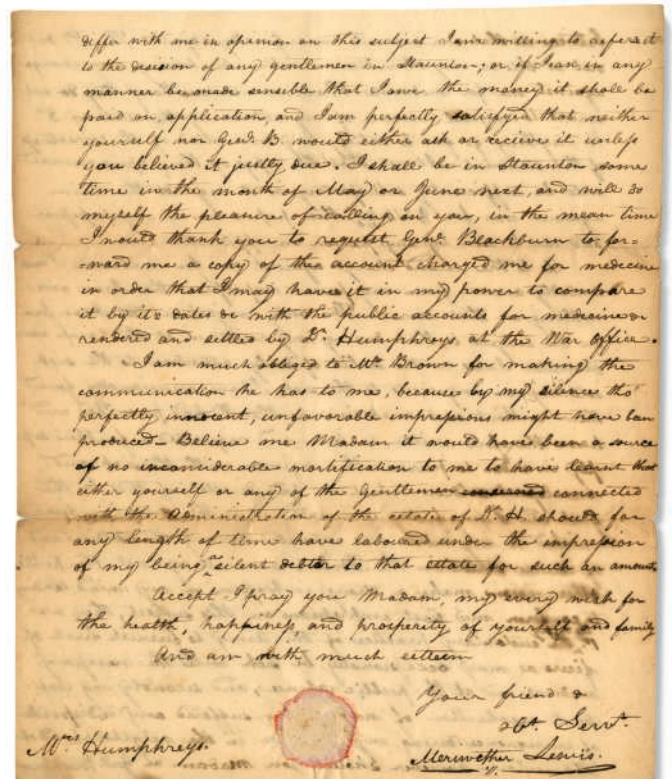 differ with me in opinion on this subject I am willing to refer it
to the decision of any gentlemen in Staunton; or if I can in any
manner be made sensible that I owe the money it shall be
paid on application, and I am perfectly satisfyed that neither
yourself nor Genl. B. would either ask or recieve it unless
you believed it justly due. I shall be in Staunton some
time in the month of May or June next, and will do
myself the pleasure of calling on you, in the mean time
I would thank you to request Genl. Blackburn to for=
=ward me a copy of the account charged me for medicine
in order that I may have it in my power to compare
it by it's dates &c with the public accounts for medicine &
rendered and settled by Dr. Humphreys at the War Office.
I am much obliged to Mr. Brown for making the
communication he has to me, because by my silence tho'
perfectly innocent, unfavorable impressions might have been
produced – Believe me Madam it would have been a source
of no inconsiderable mortification to me to have learnt that
either yourself or any of the Gentlemen concerned connected
with the administration of the estate of Dr. H. should for
any length of time have laboured under the impression
of my being a silent debtor to that estate for such an amount
Accept I pray you Madam, my every wish for
the health, happiness, and prosperity of yourself and family
And am with much esteem
Your friend &
Obt. Servt.
Meriwether Lewis.
Mrs Humphreys.